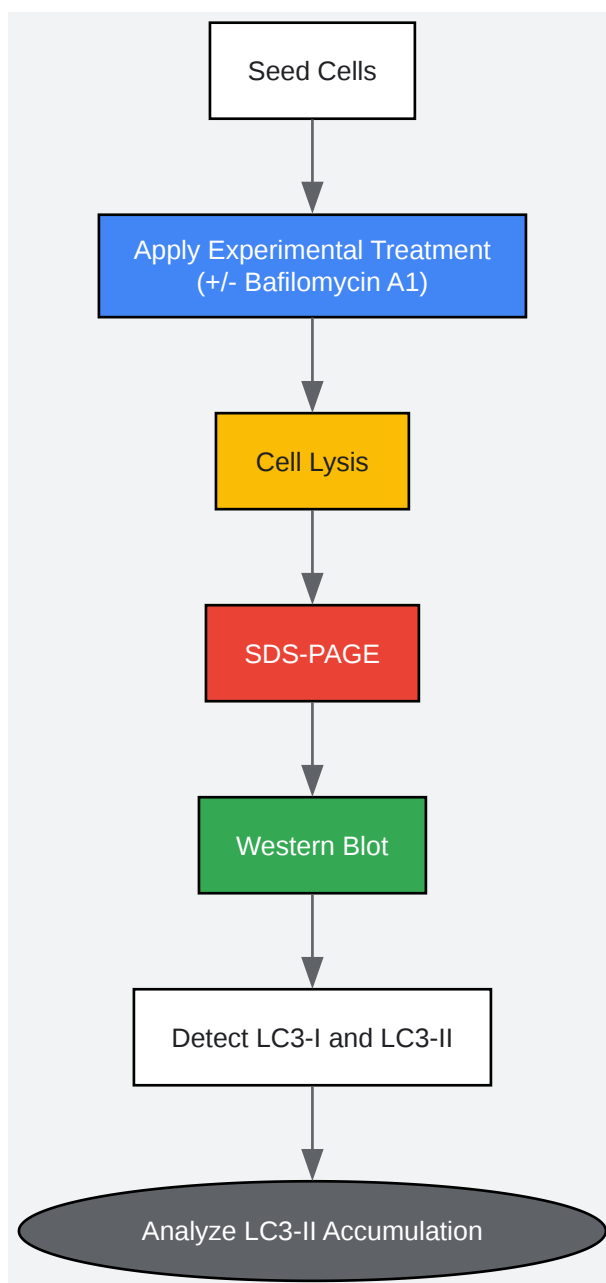 Seed Cells
Apply Experimental Treatment
(+/- Bafilomycin A1)
Cell Lysis
SDS-PAGE
Western Blot
Detect LC3-I and LC3-II
Analyze LC3-II Accumulation